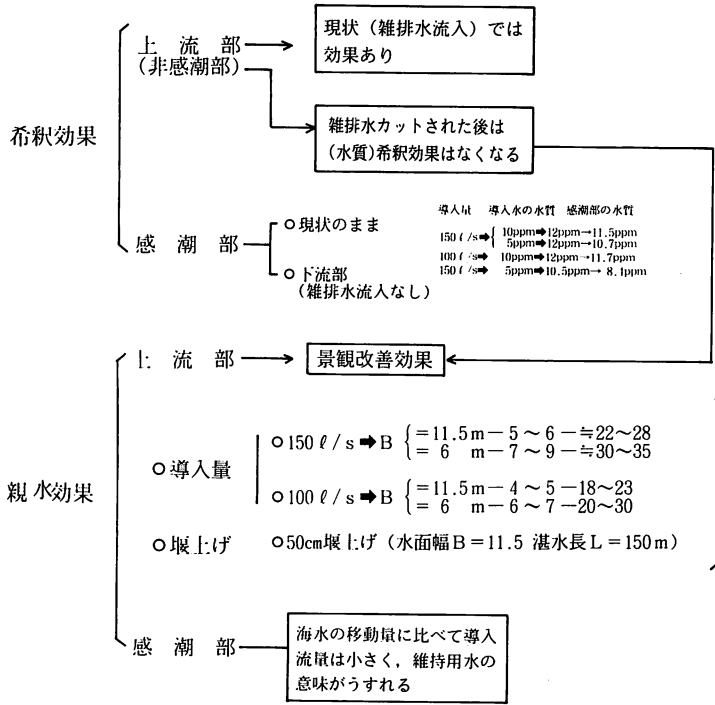 希釈効果
上流部
(非感潮部)
現状(雑排水流入)では
効果あり
雑排水カットされた後は
(水質)希釈効果はなくなる
感潮部
○現状のまま
○下流部
(雑排水流入なし)
導入量 導入水の水質 感潮部の水質
150ℓ/s➡{ 10ppm➡12ppm→11.5ppm
5ppm➡12ppm→10.7ppm
100ℓ/s➡ 10ppm➡12ppm→11.7ppm
150ℓ/s➡ 5ppm➡10.5ppm→ 8.1ppm
親水効果
上流部
景観改善効果
○導入量
○150ℓ/s➡B {=11.5m−5〜6−≒22〜28
=6 m−7〜9−≒30〜35
○100ℓ/s➡B {=11.5m−4〜5−18〜23
=6 m−6〜7−20〜30
○堰上げ ○50cm堰上げ(水面幅B=11.5 湛水長L=150m)
感潮部
海水の移動量に比べて導入
流量は小さく,維持用水の
意味がうすれる